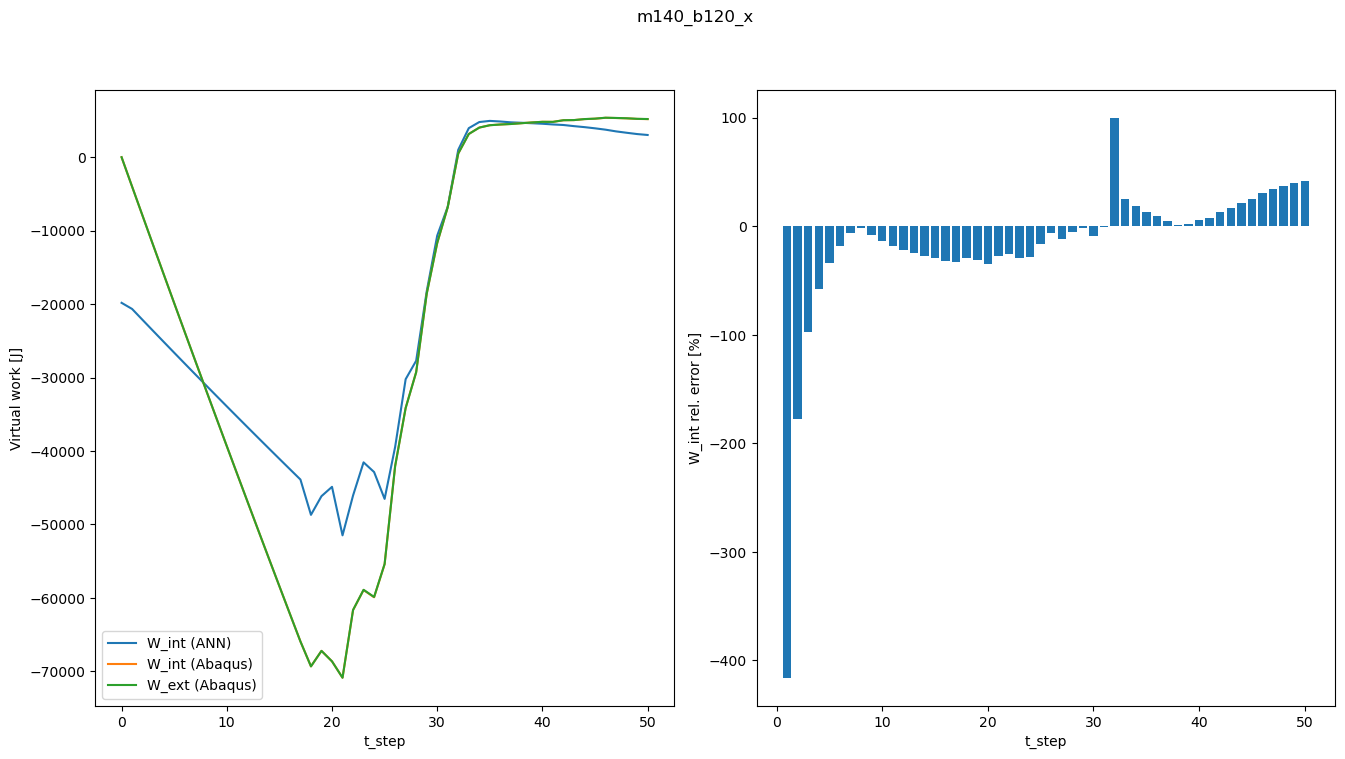 m140_b120_x
Virtual work [J]
0
−10000
−20000
−30000
−40000
−50000
−60000
−70000
W_int (ANN)
W_int (Abaqus)
W_ext (Abaqus)
0 10 20 30 40 50
t_step
W_int rel. error [%]
100
0
−100
−200
−300
−400
0 10 20 30 40 50
t_step